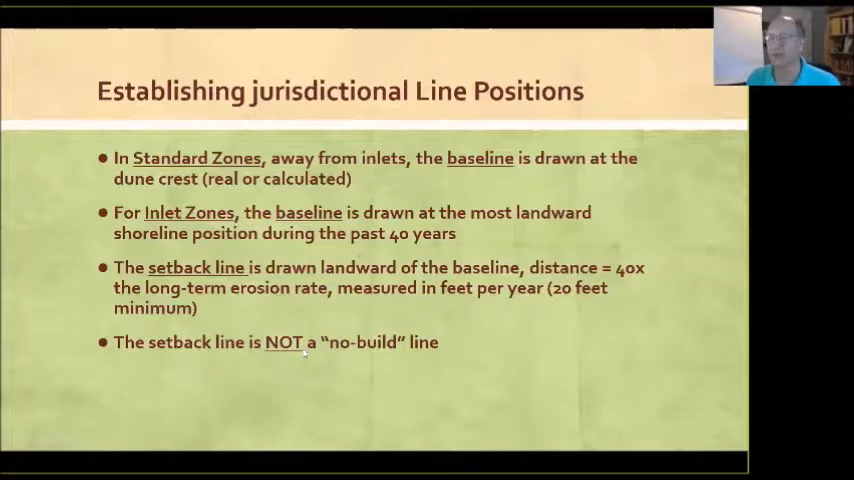 Establishing jurisdictional Line Positions
● In Standard Zones, away from inlets, the baseline is drawn at the
dune crest (real or calculated)
● For Inlet Zones, the baseline is drawn at the most landward
shoreline position during the past 40 years
● The setback line is drawn landward of the baseline, distance = 40x
the long-term erosion rate, measured in feet per year (20 feet
minimum)
● The setback line is NOT a “no-build” line